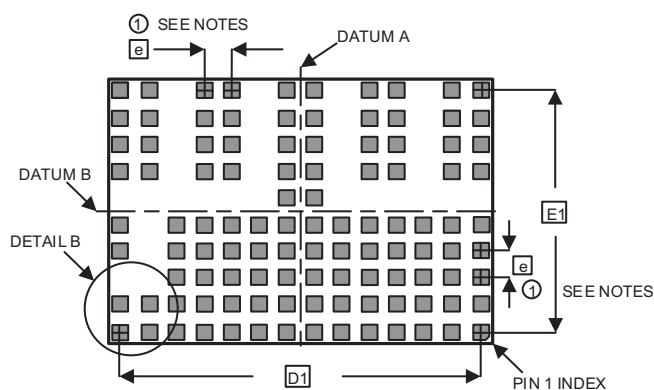 ① SEE NOTES
e
DATUM A
DATUM B
E1
DETAIL B
e
① SEE NOTES
D1
PIN 1 INDEX